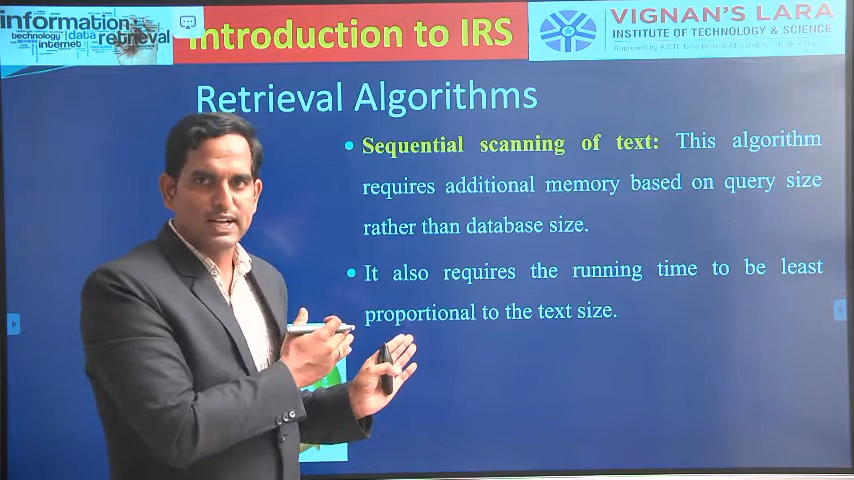 information
technology data retrieval
internet
Introduction to IRS
VIGNAN'S LARA
INSTITUTE OF TECHNOLOGY & SCIENCE
Retrieval Algorithms
• Sequential scanning of text: This algorithm
requires additional memory based on query size
rather than database size.
• It also requires the running time to be least
proportional to the text size.